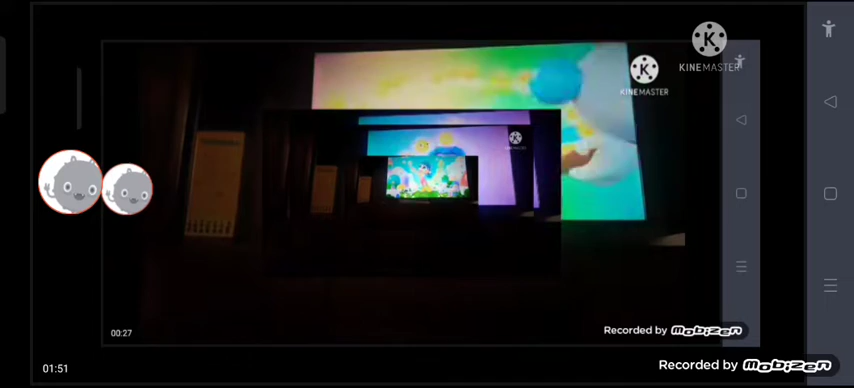 K
KINEMASTER
K
KINEMASTER
K
00:27
Recorded by mobizen
01:51
Recorded by mobizen